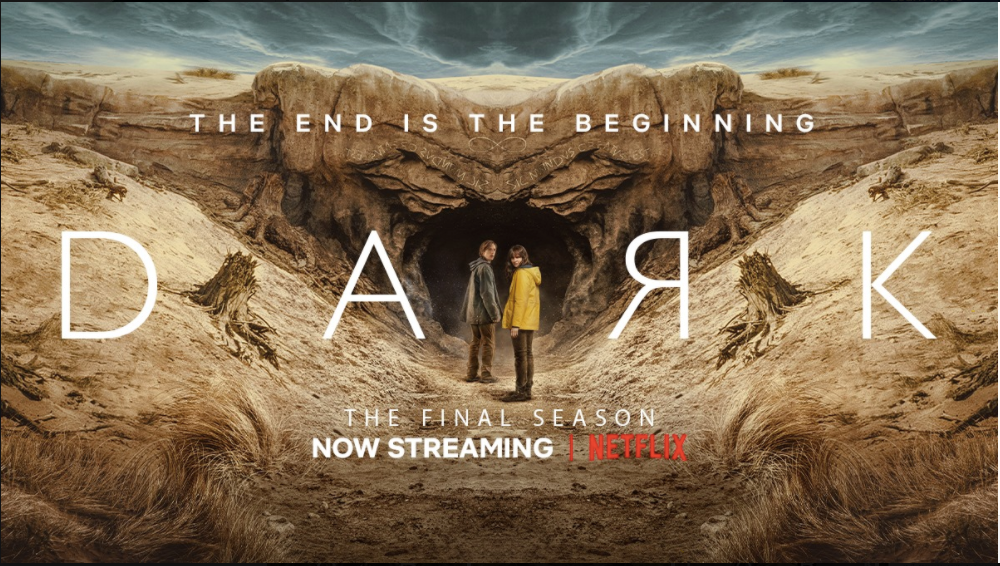 THE END IS THE BEGINNING
DAЯK
THE FINAL SEASON
NOW STREAMING | NETFLIX